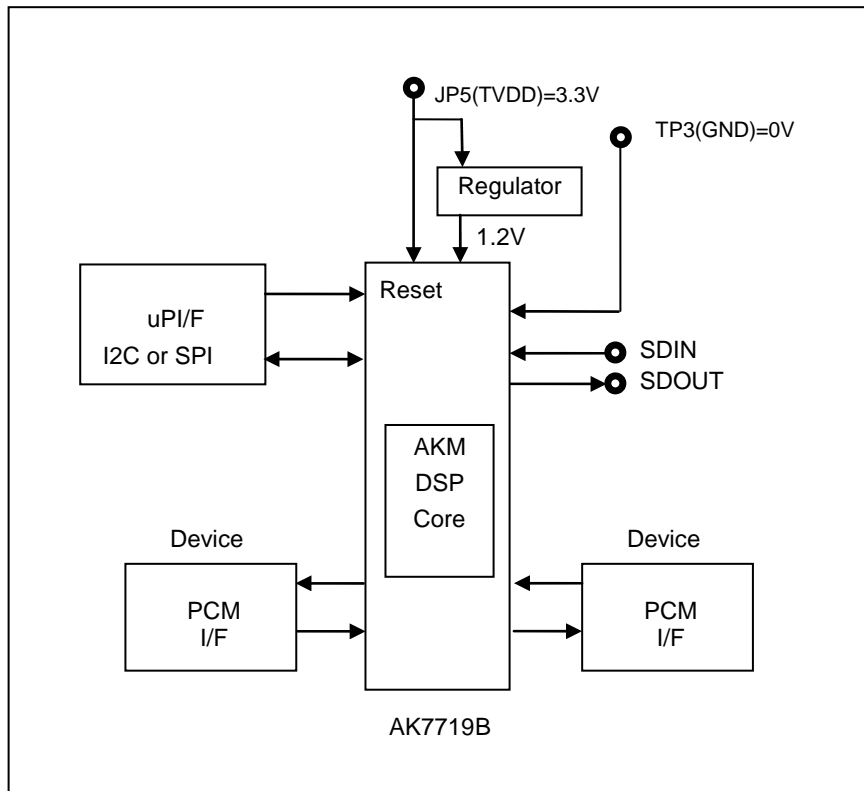 JP5(TVDD)=3.3V
TP3(GND)=0V
Regulator
1.2V
Reset
uPI/F
I2C or SPI
SDIN
SDOUT
AKM
DSP
Core
Device
Device
PCM
I/F
PCM
I/F
AK7719B